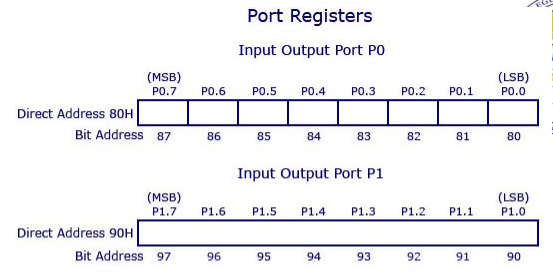 Port Registers
Input Output Port P0
(MSB) (LSB)
P0.7 P0.6 P0.5 P0.4 P0.3 P0.2 P0.1 P0.0
Direct Address 80H
Bit Address 87 86 85 84 83 82 81 80
Input Output Port P1
(MSB) (LSB)
P1.7 P1.6 P1.5 P1.4 P1.3 P1.2 P1.1 P1.0
Direct Address 90H
Bit Address 97 96 95 94 93 92 91 90